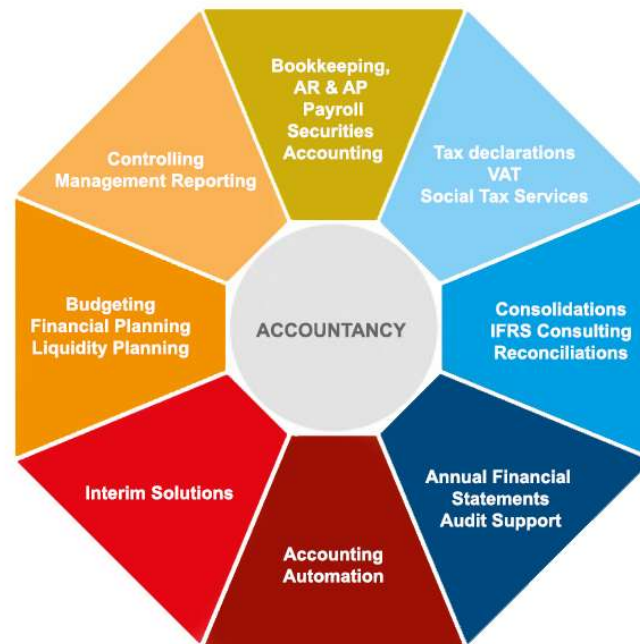 Bookkeeping,
AR & AP
Payroll
Securities
Accounting
Tax declarations
VAT
Social Tax Services
Consolidations
IFRS Consulting
Reconciliations
Annual Financial
Statements
Audit Support
Accounting
Automation
Interim Solutions
Budgeting
Financial Planning
Liquidity Planning
Controlling
Management Reporting
ACCOUNTANCY